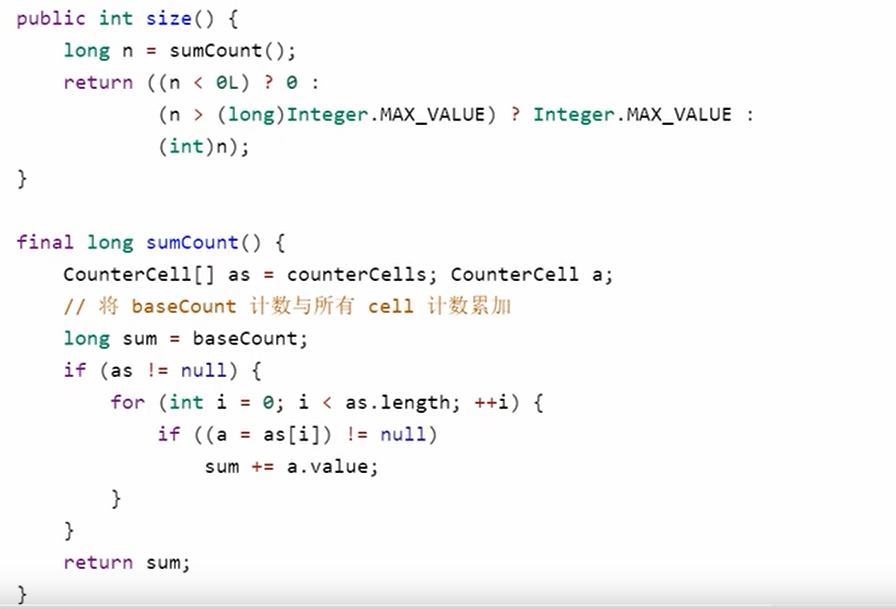 public int size() {
    long n = sumCount();
    return ((n < 0L) ? 0 :
            (n > (long)Integer.MAX_VALUE) ? Integer.MAX_VALUE :
            (int)n);
}

final long sumCount() {
    CounterCell[] as = counterCells; CounterCell a;
    // 将 baseCount 计数与所有 cell 计数累加
    long sum = baseCount;
    if (as != null) {
        for (int i = 0; i < as.length; ++i) {
            if ((a = as[i]) != null)
                sum += a.value;
        }
    }
    return sum;
}